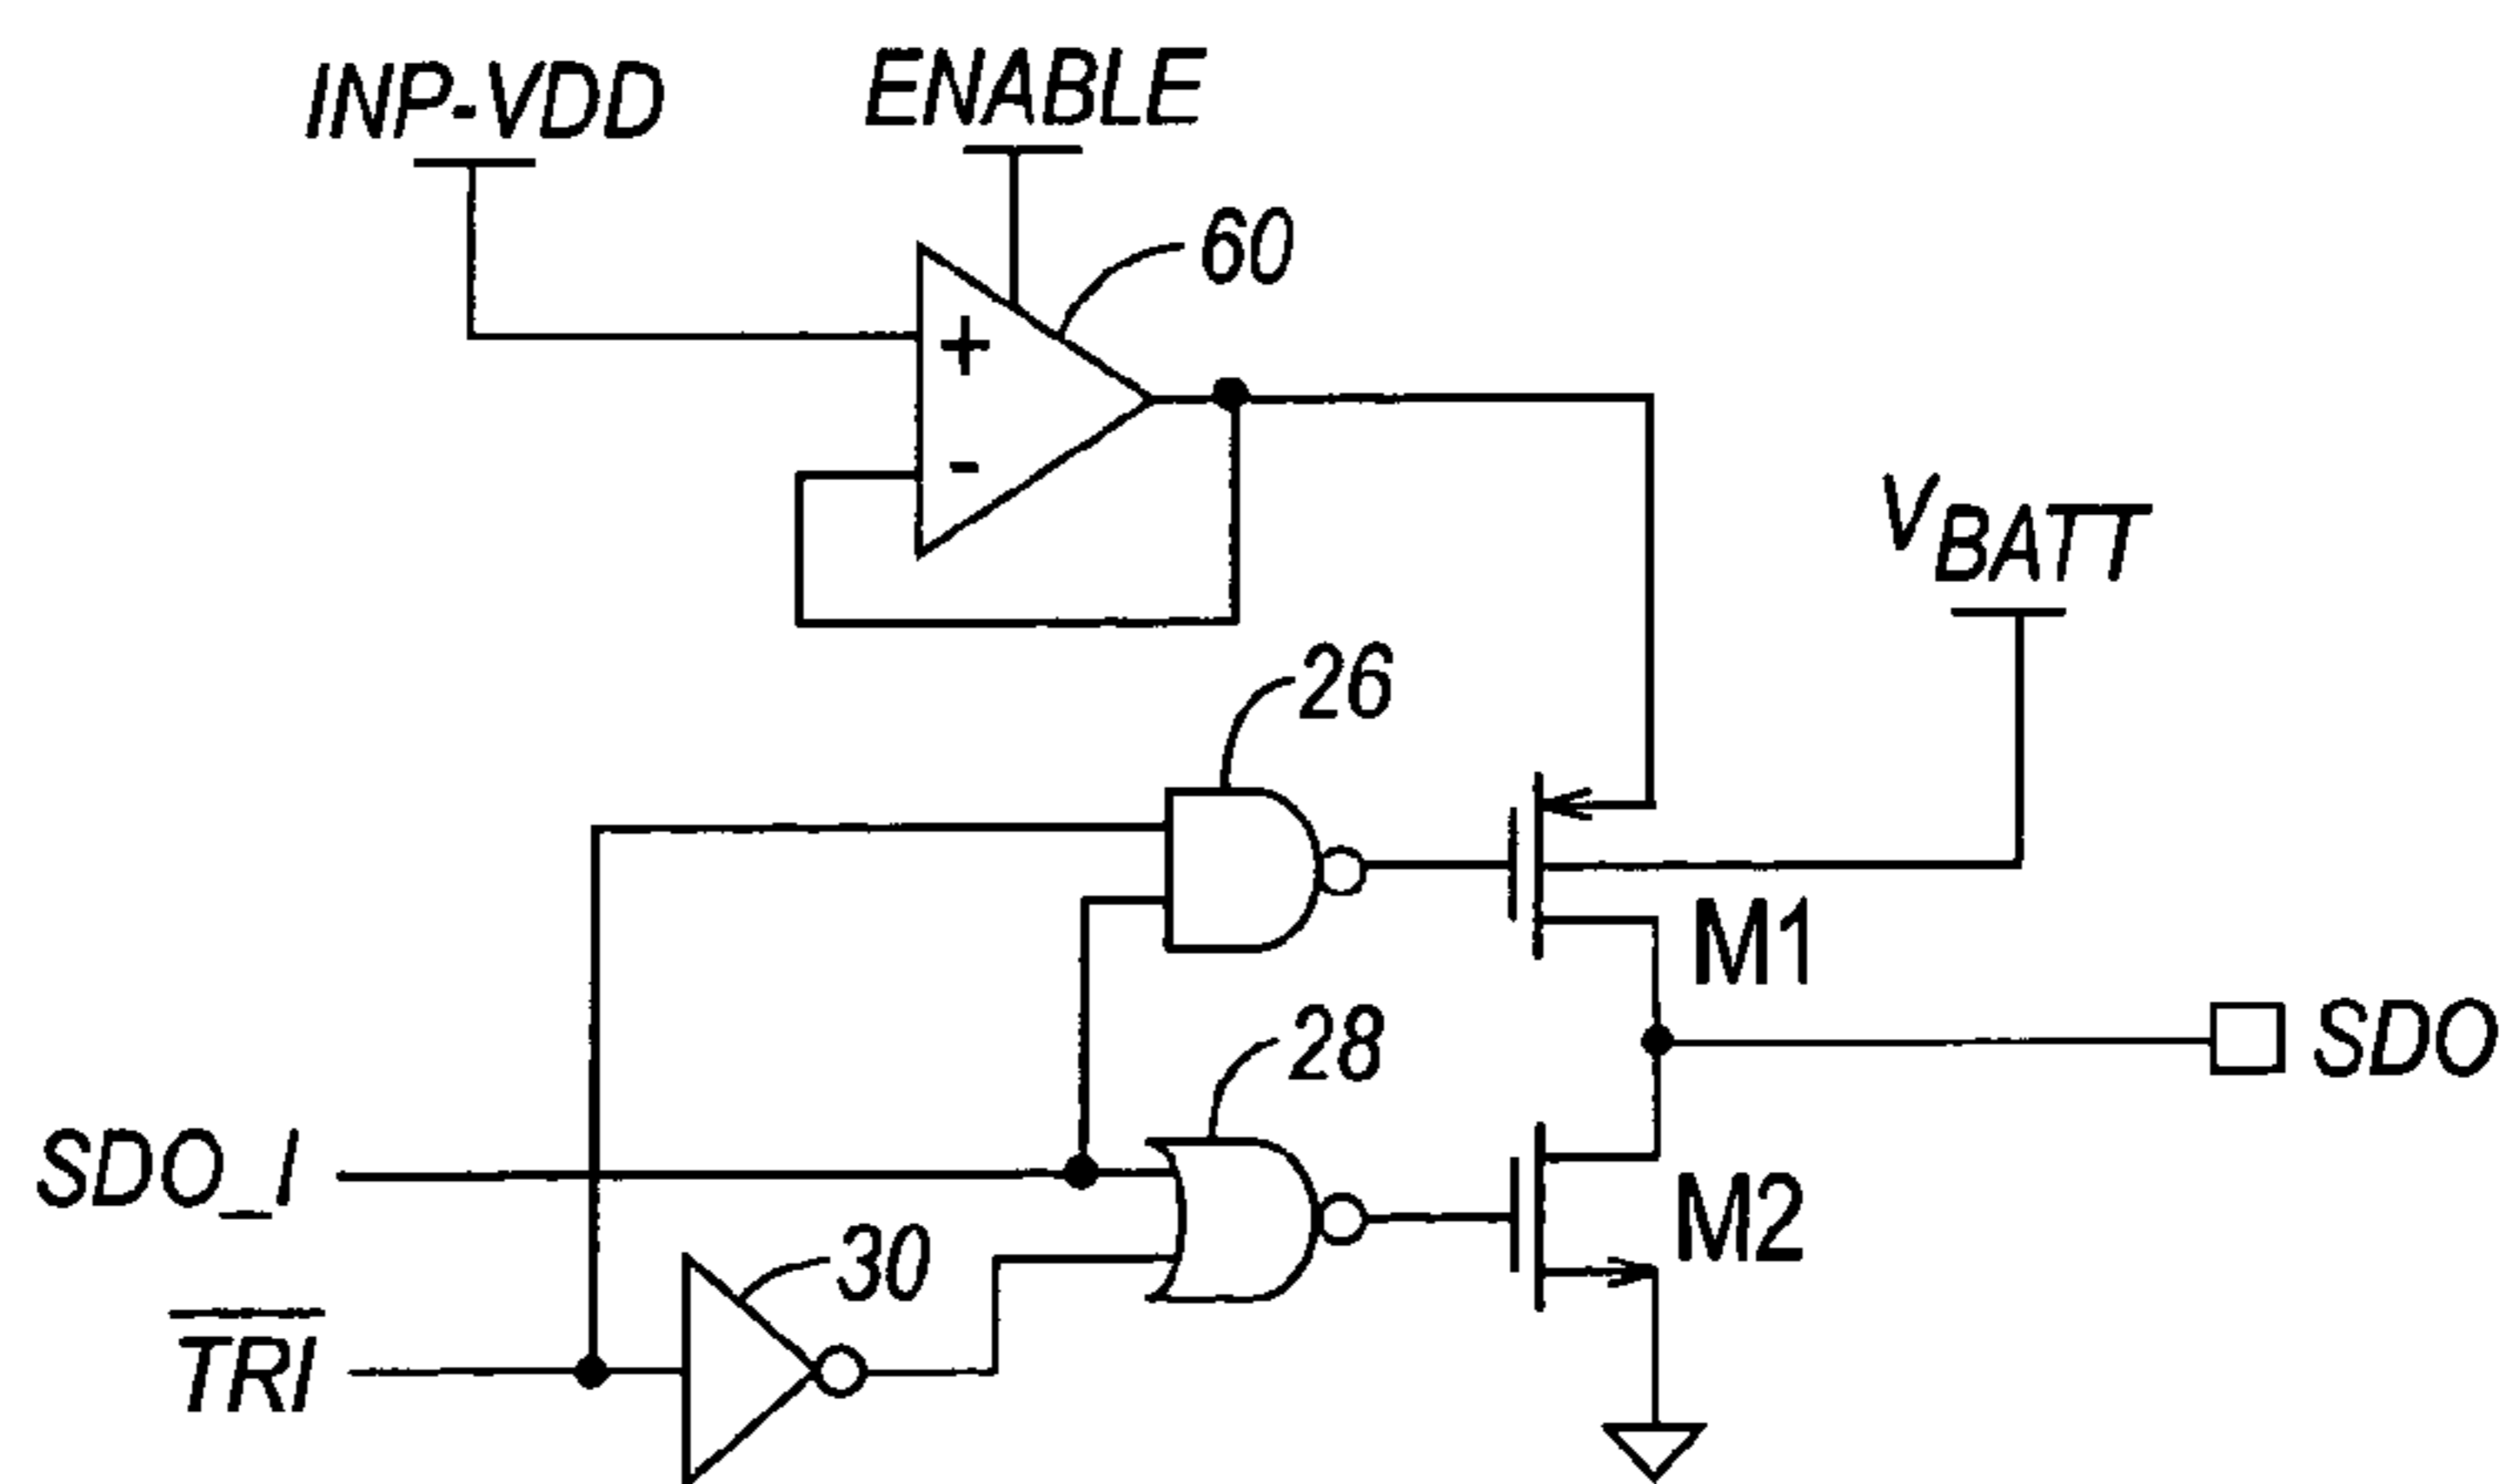 INP-VDD
ENABLE
60
+
-
VBATT
26
M1
28
SDO
SDO_I
M2
30
TRI